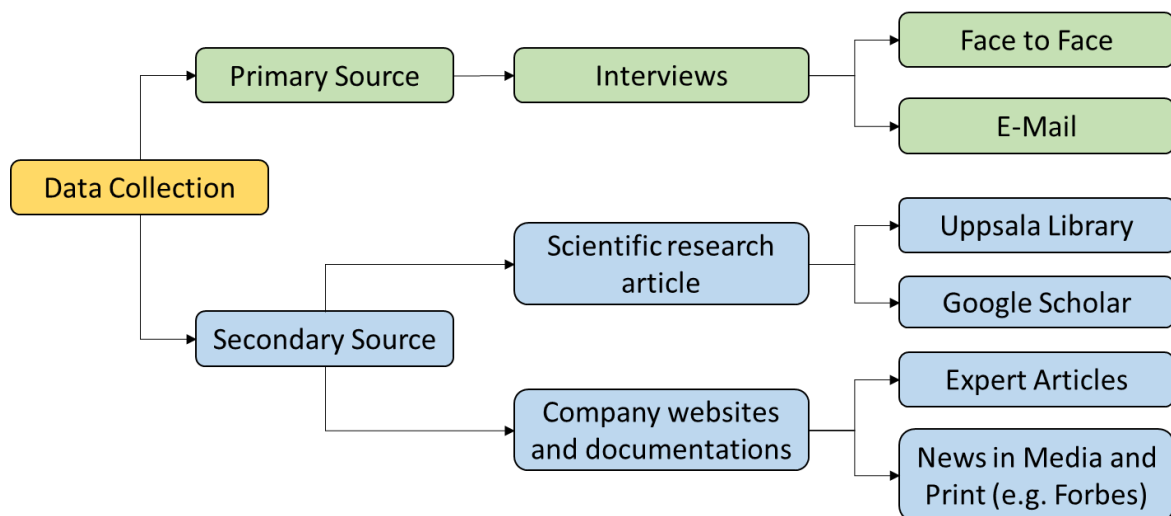 Data Collection
Primary Source
Interviews
Face to Face
E-Mail
Secondary Source
Scientific research
article
Uppsala Library
Google Scholar
Company websites
and documentations
Expert Articles
News in Media and
Print (e.g. Forbes)